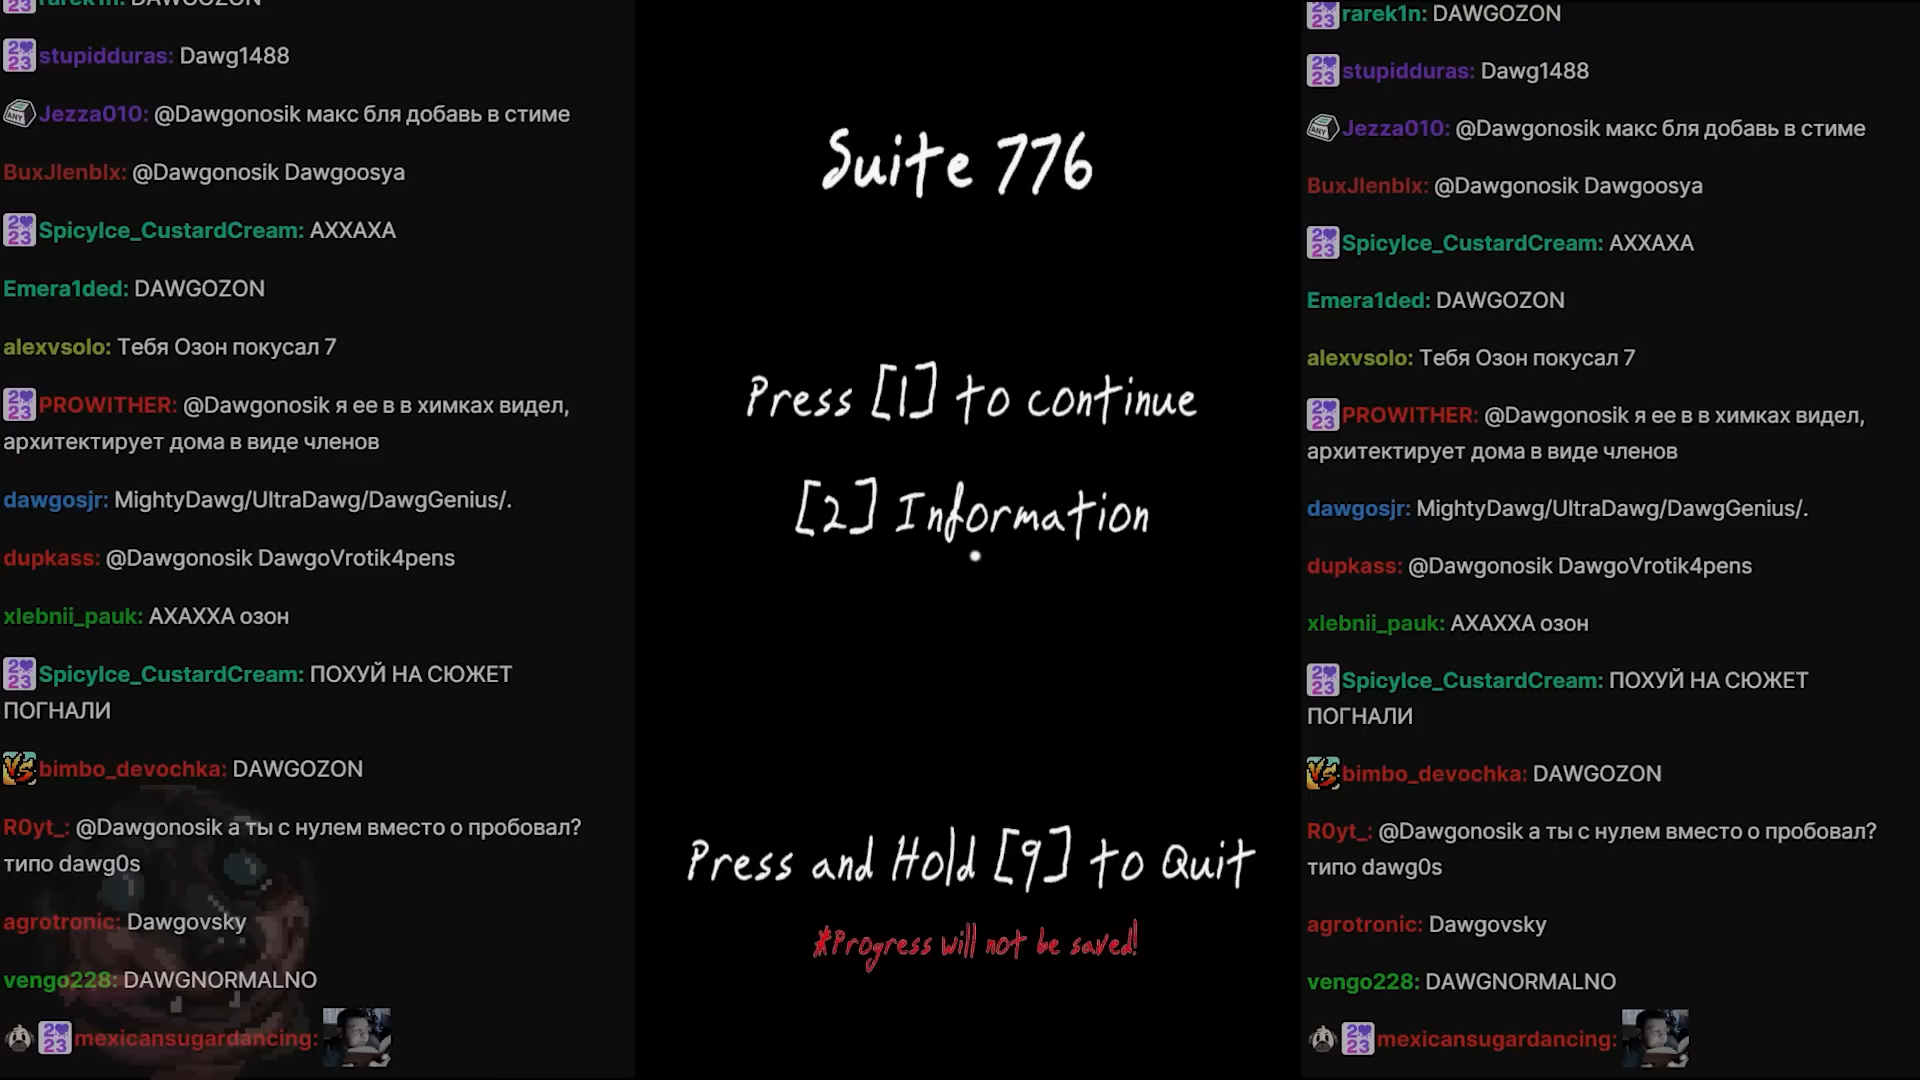 rarek1n: DAWGOZON
stupidduras: Dawg1488
Jezza010: @Dawgonosik макс бля добавь в стиме
BuxJlenblx: @Dawgonosik Dawgoosya
SpicyIce_CustardCream: АХХАХА
Emera1ded: DAWGOZON
alexvsolo: Тебя Озон покусал 7
PROWITHER: @Dawgonosik я ее в в химках видел,
архитектирует дома в виде членов
dawgosjr: MightyDawg/UltraDawg/DawgGenius/.
dupkass: @Dawgonosik DawgoVrotik4pens
xlebnii_pauk: АХАХХА озон
SpicyIce_CustardCream: ПОХУЙ НА СЮЖЕТ
ПОГНАЛИ
bimbo_devochka: DAWGOZON
R0yt_: @Dawgonosik а ты с нулем вместо о пробовал?
типо dawg0s
agrotronic: Dawgovsky
vengo228: DAWGNORMALNO
mexicansugardancing:
Suite 776
Press [1] to continue
[2] Information
Press and Hold [9] to Quit
*Progress will not be saved!
rarek1n: DAWGOZON
stupidduras: Dawg1488
Jezza010: @Dawgonosik макс бля добавь в стиме
BuxJlenblx: @Dawgonosik Dawgoosya
SpicyIce_CustardCream: АХХАХА
Emera1ded: DAWGOZON
alexvsolo: Тебя Озон покусал 7
PROWITHER: @Dawgonosik я ее в в химках видел,
архитектирует дома в виде членов
dawgosjr: MightyDawg/UltraDawg/DawgGenius/.
dupkass: @Dawgonosik DawgoVrotik4pens
xlebnii_pauk: АХАХХА озон
SpicyIce_CustardCream: ПОХУЙ НА СЮЖЕТ
ПОГНАЛИ
bimbo_devochka: DAWGOZON
R0yt_: @Dawgonosik а ты с нулем вместо о пробовал?
типо dawg0s
agrotronic: Dawgovsky
vengo228: DAWGNORMALNO
mexicansugardancing: